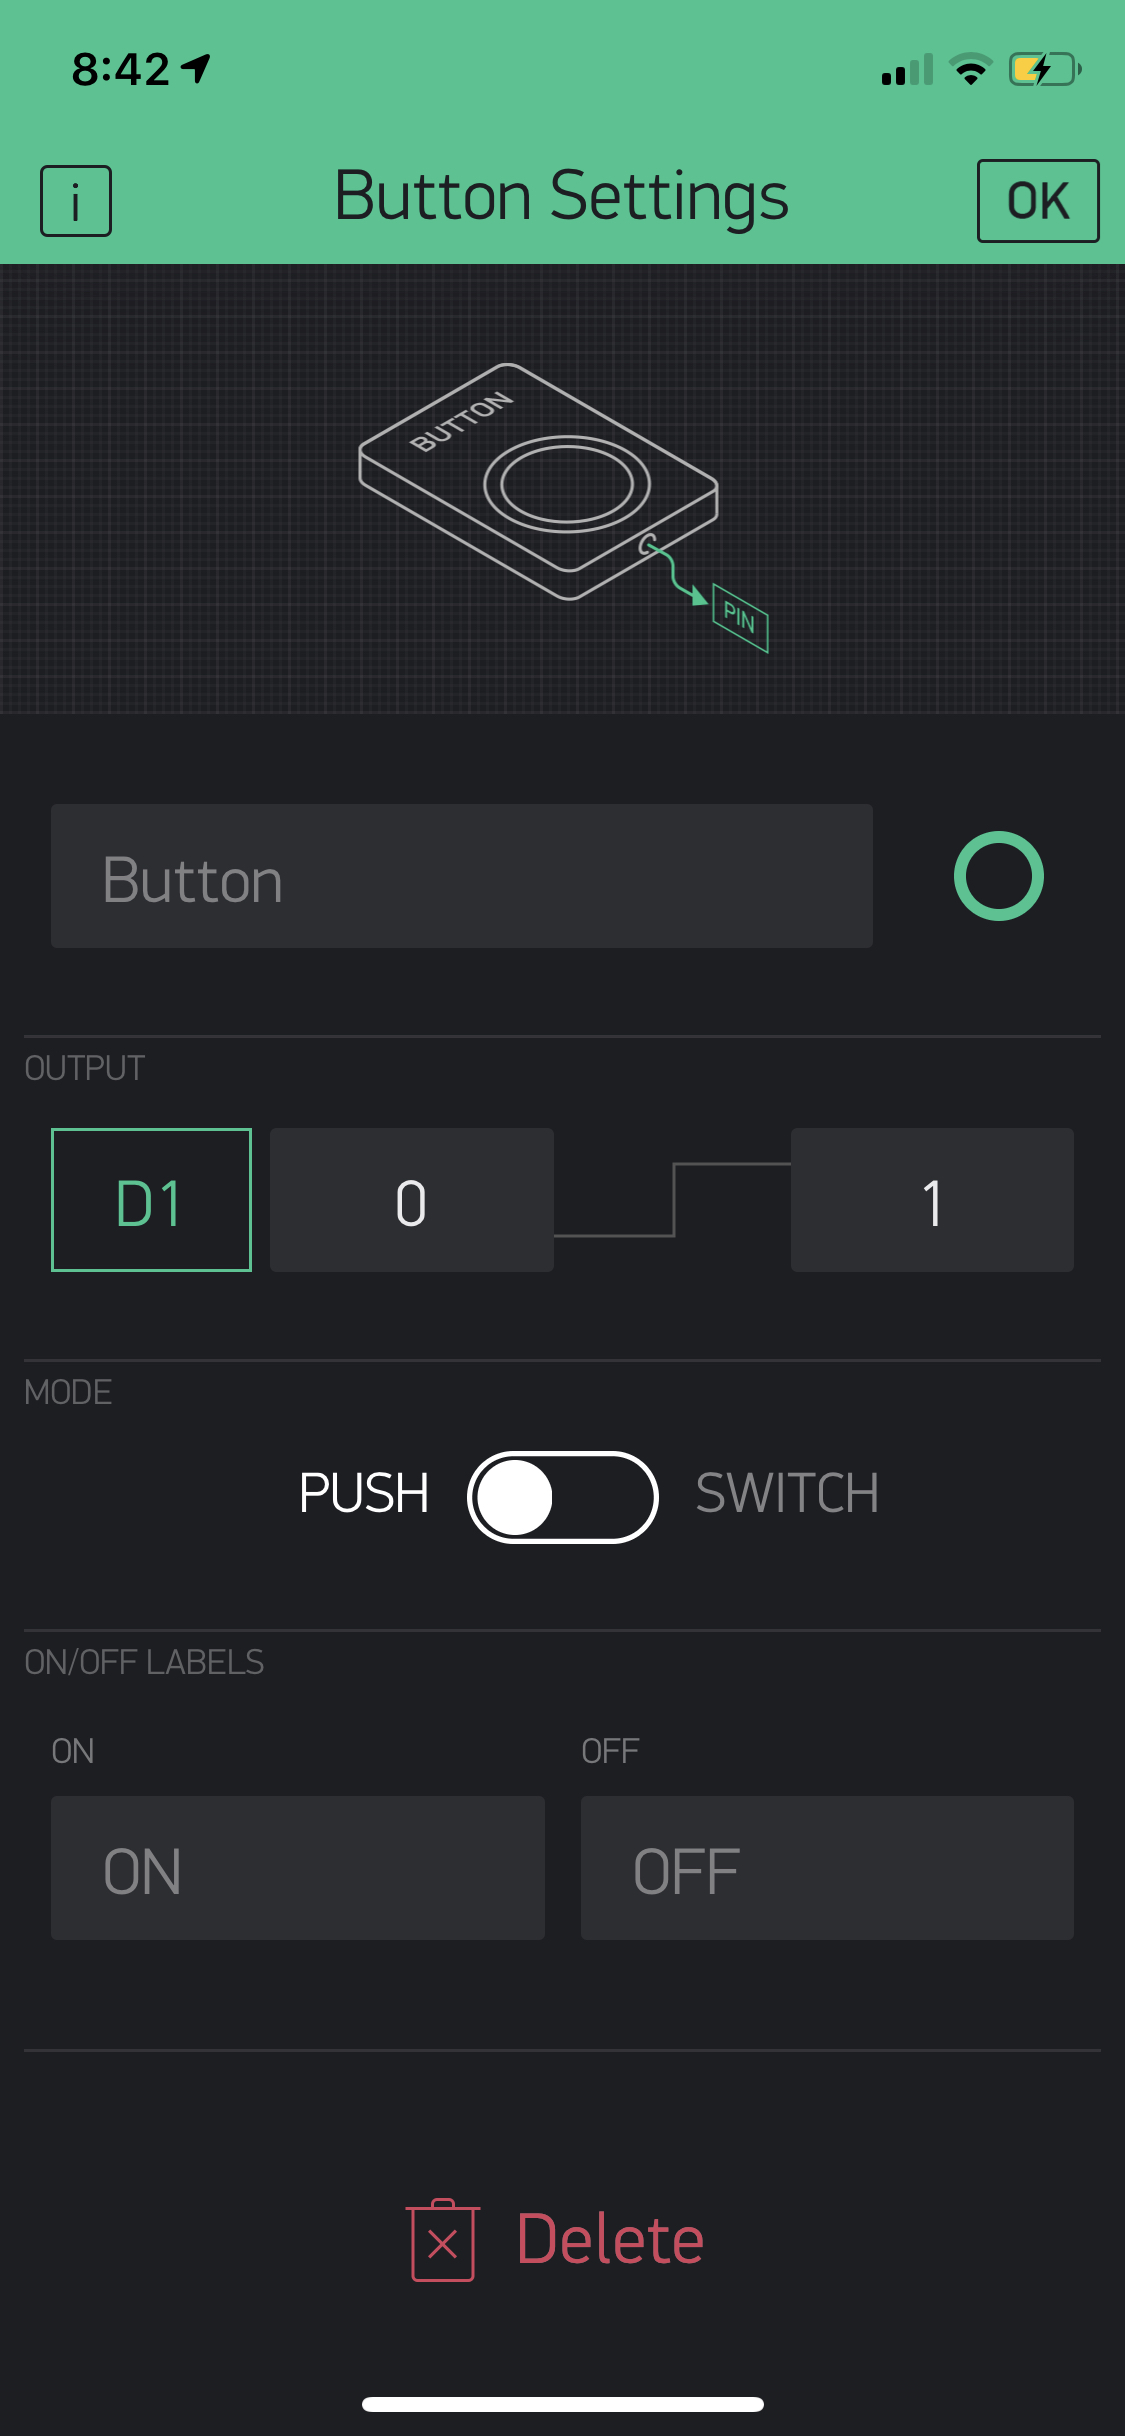 8:42
i
Button Settings
OK
BUTTON
PIN
Button
OUTPUT
D1
0
1
MODE
PUSH
SWITCH
ON/OFF LABELS
ON
OFF
ON
OFF
Delete